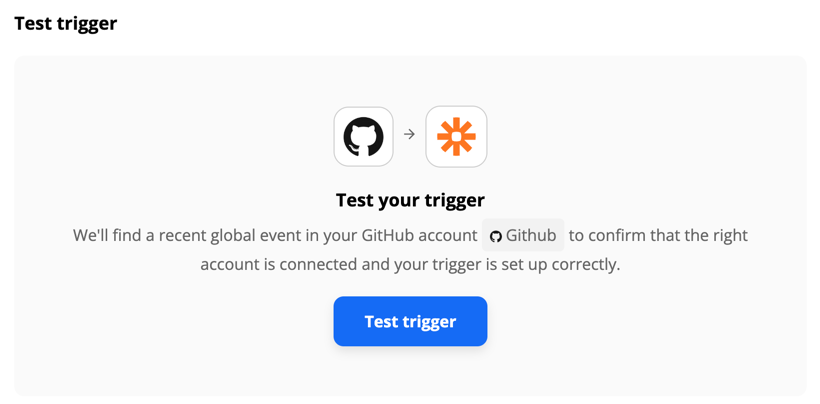 Test trigger
Test your trigger
We'll find a recent global event in your GitHub account Github to confirm that the right
account is connected and your trigger is set up correctly.
Test trigger